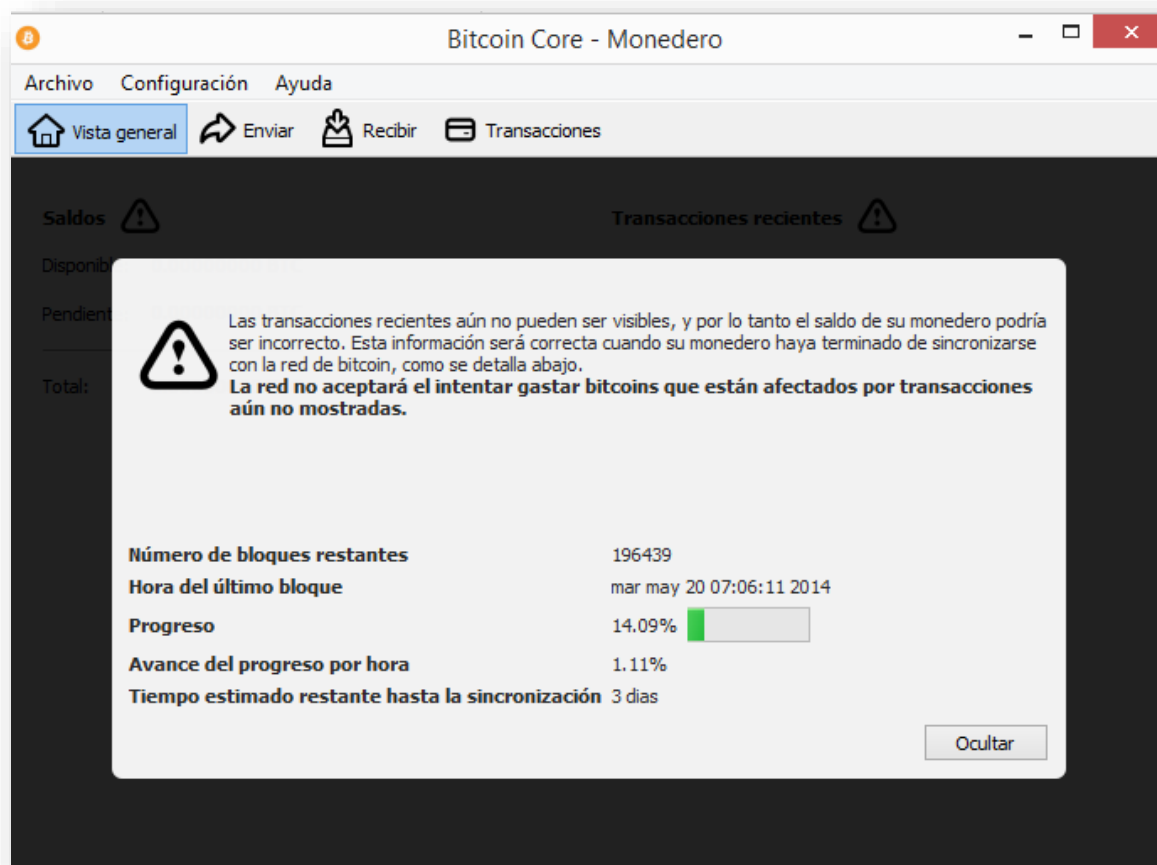 Bitcoin Core - Monedero
Archivo Configuración Ayuda
Vista general Enviar Recibir Transacciones
Saldos Transacciones recientes
Disponibl
Pendient
Total:
Las transacciones recientes aún no pueden ser visibles, y por lo tanto el saldo de su monedero podría
ser incorrecto. Esta información será correcta cuando su monedero haya terminado de sincronizarse
con la red de bitcoin, como se detalla abajo.
La red no aceptará el intentar gastar bitcoins que están afectados por transacciones
aún no mostradas.
Número de bloques restantes 196439
Hora del último bloque mar may 20 07:06:11 2014
Progreso 14.09%
Avance del progreso por hora 1.11%
Tiempo estimado restante hasta la sincronización 3 dias
Ocultar